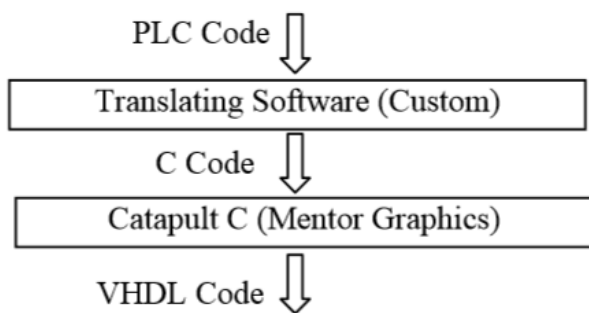 PLC Code
Translating Software (Custom)
C Code
Catapult C (Mentor Graphics)
VHDL Code